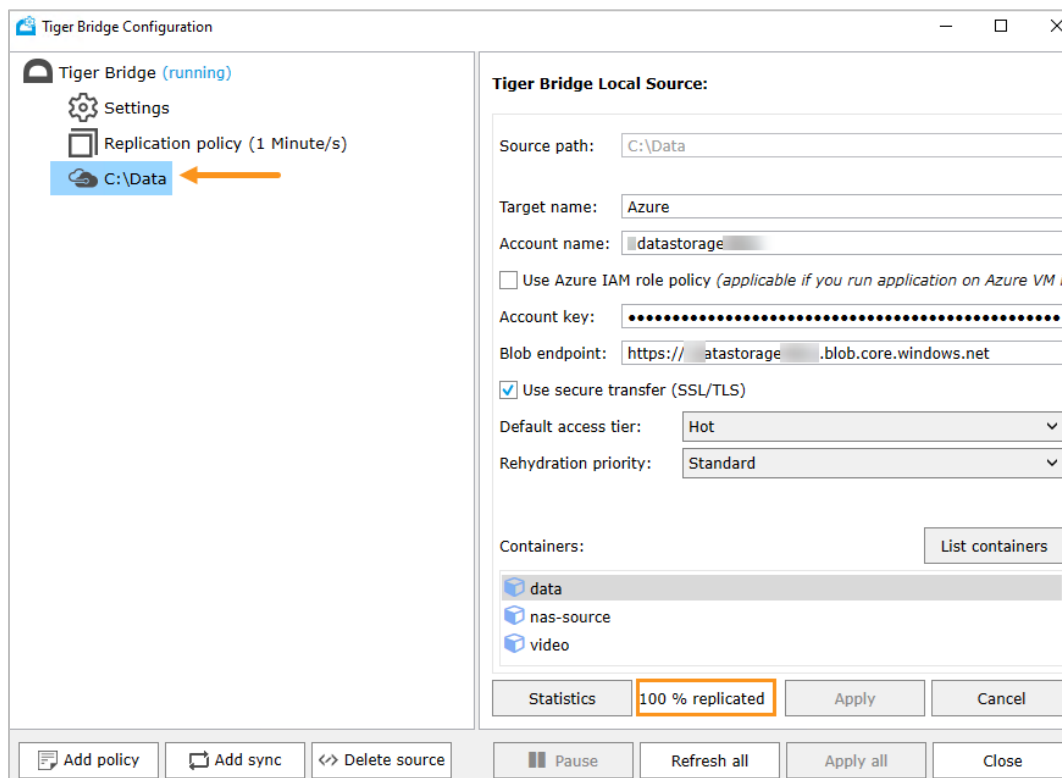 Tiger Bridge Configuration
Tiger Bridge (running)
Settings
Replication policy (1 Minute/s)
C:\Data
Tiger Bridge Local Source:
Source path: C:\Data
Target name: Azure
Account name: datastorage
Use Azure IAM role policy (applicable if you run application on Azure VM
Account key: ••••••••••••••••••••••••••••••••••••••••••••••••
Blob endpoint: https:// atastorage .blob.core.windows.net
Use secure transfer (SSL/TLS)
Default access tier: Hot
Rehydration priority: Standard
Containers: List containers
data
nas-source
video
Statistics 100 % replicated Apply Cancel
Add policy Add sync Delete source Pause Refresh all Apply all Close